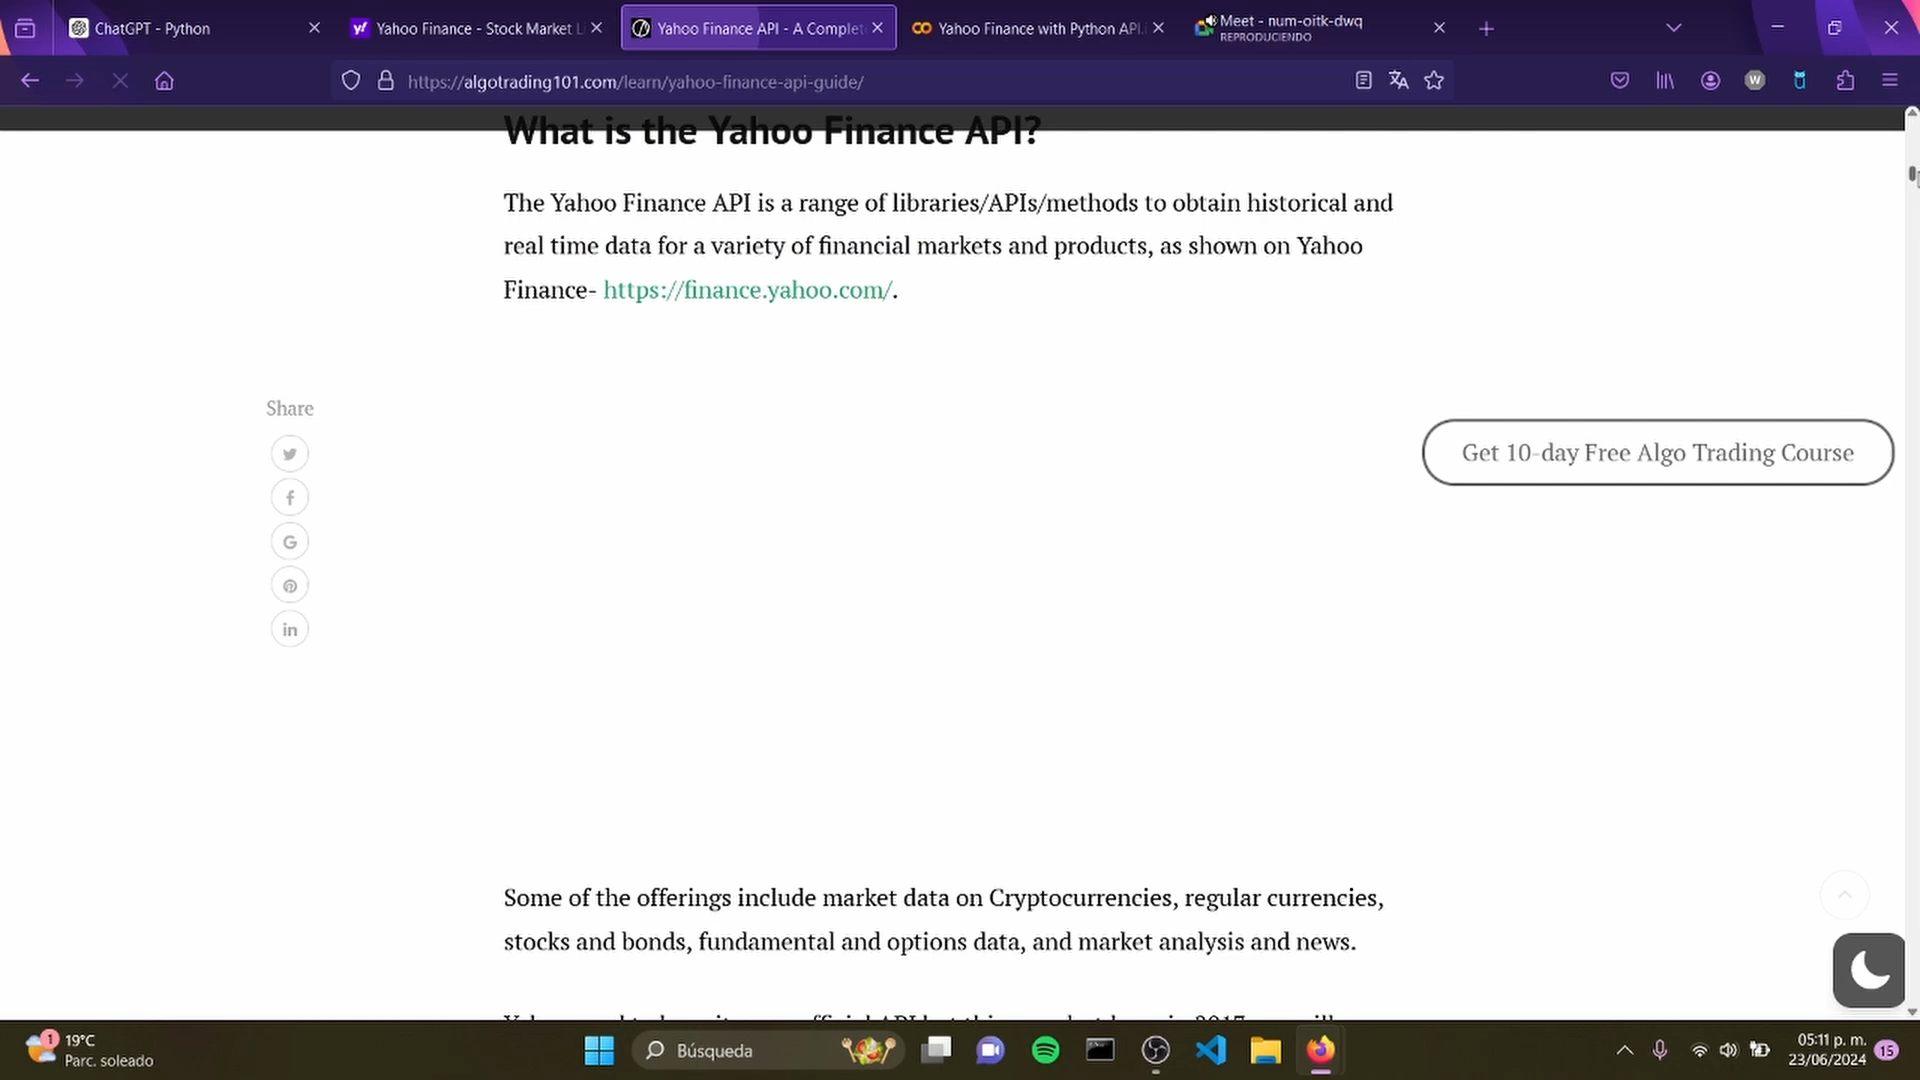 ChatGPT - Python
Yahoo Finance - Stock Market Li
Yahoo Finance API - A Complete
Yahoo Finance with Python API.i
Meet - num-oitk-dwq
REPRODUCIENDO
https://algotrading101.com/learn/yahoo-finance-api-guide/
W
What is the Yahoo Finance API?
The Yahoo Finance API is a range of libraries/APIs/methods to obtain historical and
real time data for a variety of financial markets and products, as shown on Yahoo
Finance- https://finance.yahoo.com/.
Share
Get 10-day Free Algo Trading Course
Some of the offerings include market data on Cryptocurrencies, regular currencies,
stocks and bonds, fundamental and options data, and market analysis and news.
1
19°C
Parc. soleado
Búsqueda
05:11 p. m.
23/06/2024
15